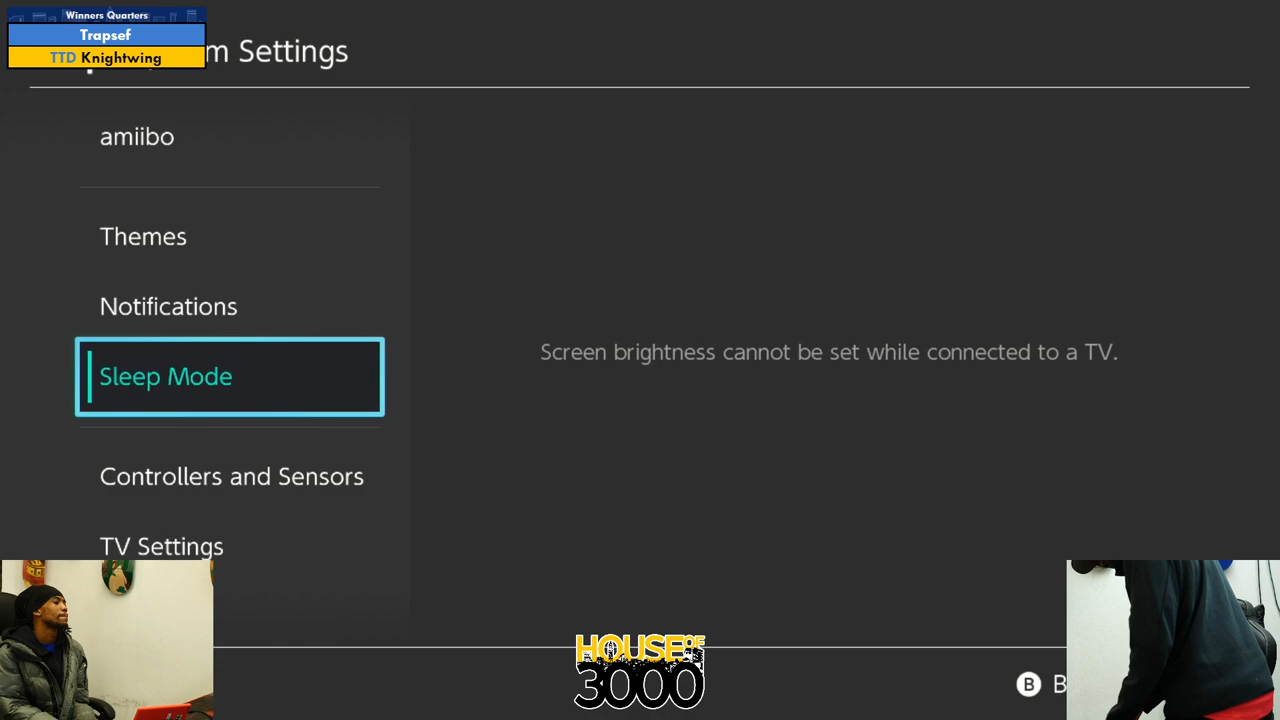 Winners Quarters
Trapsef
TTD Knightwing
m Settings
amiibo
Themes
Notifications
Sleep Mode
Controllers and Sensors
TV Settings
Screen brightness cannot be set while connected to a TV.
HOUSE OF
3000
B B